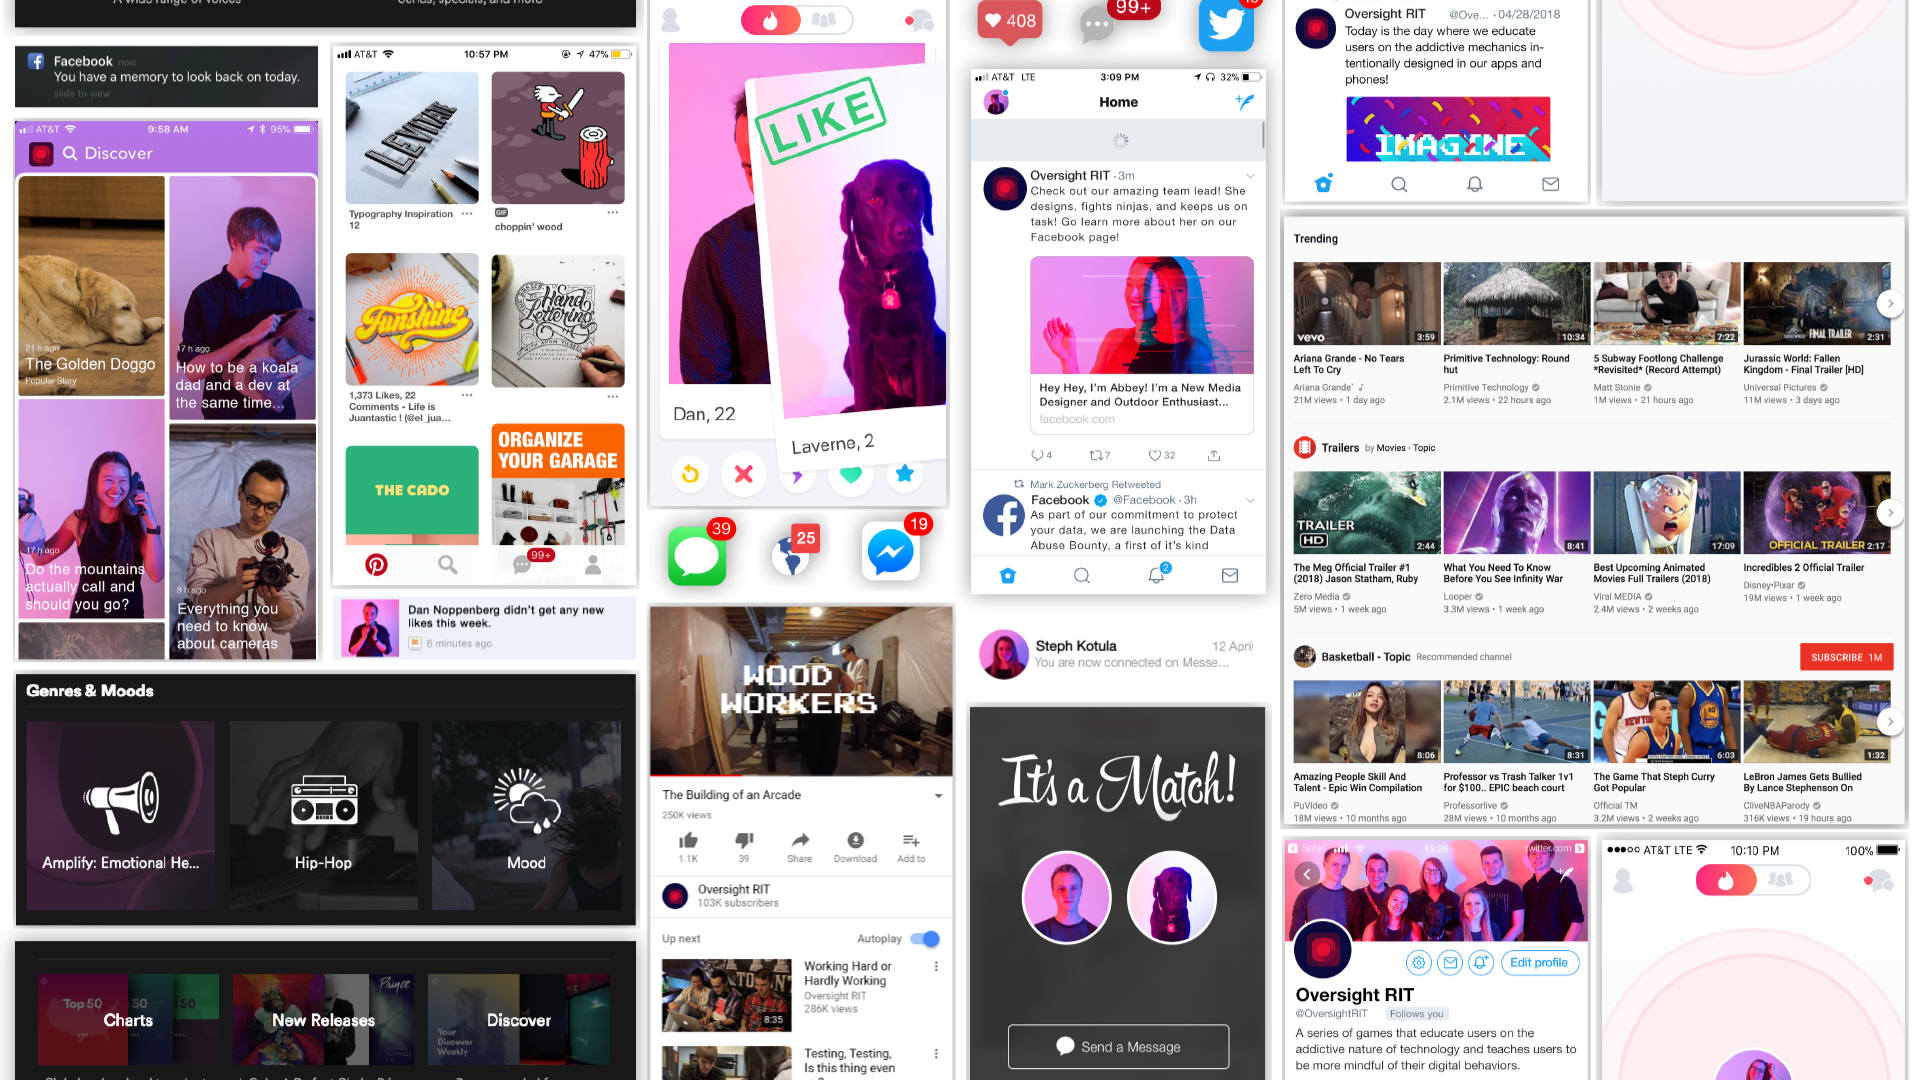 A wide range of voices
Series, specials, and more
Facebook now
You have a memory to look back on today.
slide to view
AT&T
9:58 AM
95%
Discover
21 h ago
The Golden Doggo
Popular Story
17 h ago
How to be a koala
dad and a dev at
the same time...
17 h ago
Do the mountains
actually call and
should you go?
8 h ago
Everything you
need to know
about cameras
AT&T
10:57 PM
47%
LEVITATE
Typography Inspiration
12
GIF
choppin' wood
Funshine
1,373 Likes, 22
Comments - Life is
Juantastic ! (@el_jua...
Hand
Lettering
THE CADO
ORGANIZE
YOUR GARAGE
99+
Dan Noppenberg didn't get any new
likes this week.
6 minutes ago
Genres & Moods
Amplify: Emotional He...
Hip-Hop
Mood
Top 50
Charts
New Releases
Prince
Your
Discover
Weekly
Discover
LIKE
Dan, 22
Laverne, 2
39
25
19
WOOD
WORKERS
The Building of an Arcade
250K views
1.1K
39
Share
Download
Add to
Oversight RIT
103K subscribers
Up next
Autoplay
Working Hard or
Hardly Working
Oversight RIT
286K views
8:35
Testing, Testing,
Is this thing even
408
99+
AT&T LTE
3:09 PM
32%
Home
Oversight RIT · 3m
Check out our amazing team lead! She
designs, fights ninjas, and keeps us on
task! Go learn more about her on our
Facebook page!
Hey Hey, I'm Abbey! I'm a New Media
Designer and Outdoor Enthusiast...
facebook.com
4
7
32
Mark Zuckerberg Retweeted
Facebook @Facebook · 3h
As part of our commitment to protect
your data, we are launching the Data
Abuse Bounty, a first of it's kind
2
Steph Kotula
12 April
You are now connected on Messe...
It's a Match!
Send a Message
Oversight RIT @Ove... · 04/28/2018
Today is the day where we educate
users on the addictive mechanics in-
tentionally designed in our apps and
phones!
IMAGINE
Trending
vevo
3:59
Ariana Grande - No Tears
Left To Cry
Ariana Grande
21M views • 1 day ago
10:34
Primitive Technology: Round
hut
Primitive Technology
2.1M views • 22 hours ago
7:22
5 Subway Footlong Challenge
*Revisited* (Record Attempt)
Matt Stonie
1M views • 21 hours ago
FINAL TRAILER
2:31
Jurassic World: Fallen
Kingdom - Final Trailer [HD]
Universal Pictures
11M views • 3 days ago
Trailers by Movies - Topic
TRAILER
HD
2:44
The Meg Official Trailer #1
(2018) Jason Statham, Ruby
Zero Media
5M views • 1 week ago
8:41
What You Need To Know
Before You See Infinity War
Looper
3.3M views • 1 week ago
17:09
Best Upcoming Animated
Movies Full Trailers (2018)
Viral MEDIA
2.4M views • 2 weeks ago
OFFICIAL TRAILER 2:17
Incredibles 2 Official Trailer
Disney•Pixar
19M views • 1 week ago
Basketball - Topic Recommended channel
SUBSCRIBE 1M
8:06
Amazing People Skill And
Talent - Epic Win Compilation
PuVideo
18M views • 10 months ago
8:31
Professor vs Trash Talker 1v1
for $100.. EPIC beach court
Professorlive
28M views • 10 months ago
NEW YORK
6:03
The Game That Steph Curry
Got Popular
Official TM
3.2M views • 2 weeks ago
1:32
LeBron James Gets Bullied
By Lance Stephenson On
CliveNBAParody
316K views • 19 hours ago
Safari
15:26
twitter.com
Edit profile
Oversight RIT
@OversightRIT Follows you
A series of games that educate users on the
addictive nature of technology and teaches users to
be more mindful of their digital behaviors.
AT&T LTE
10:10 PM
100%